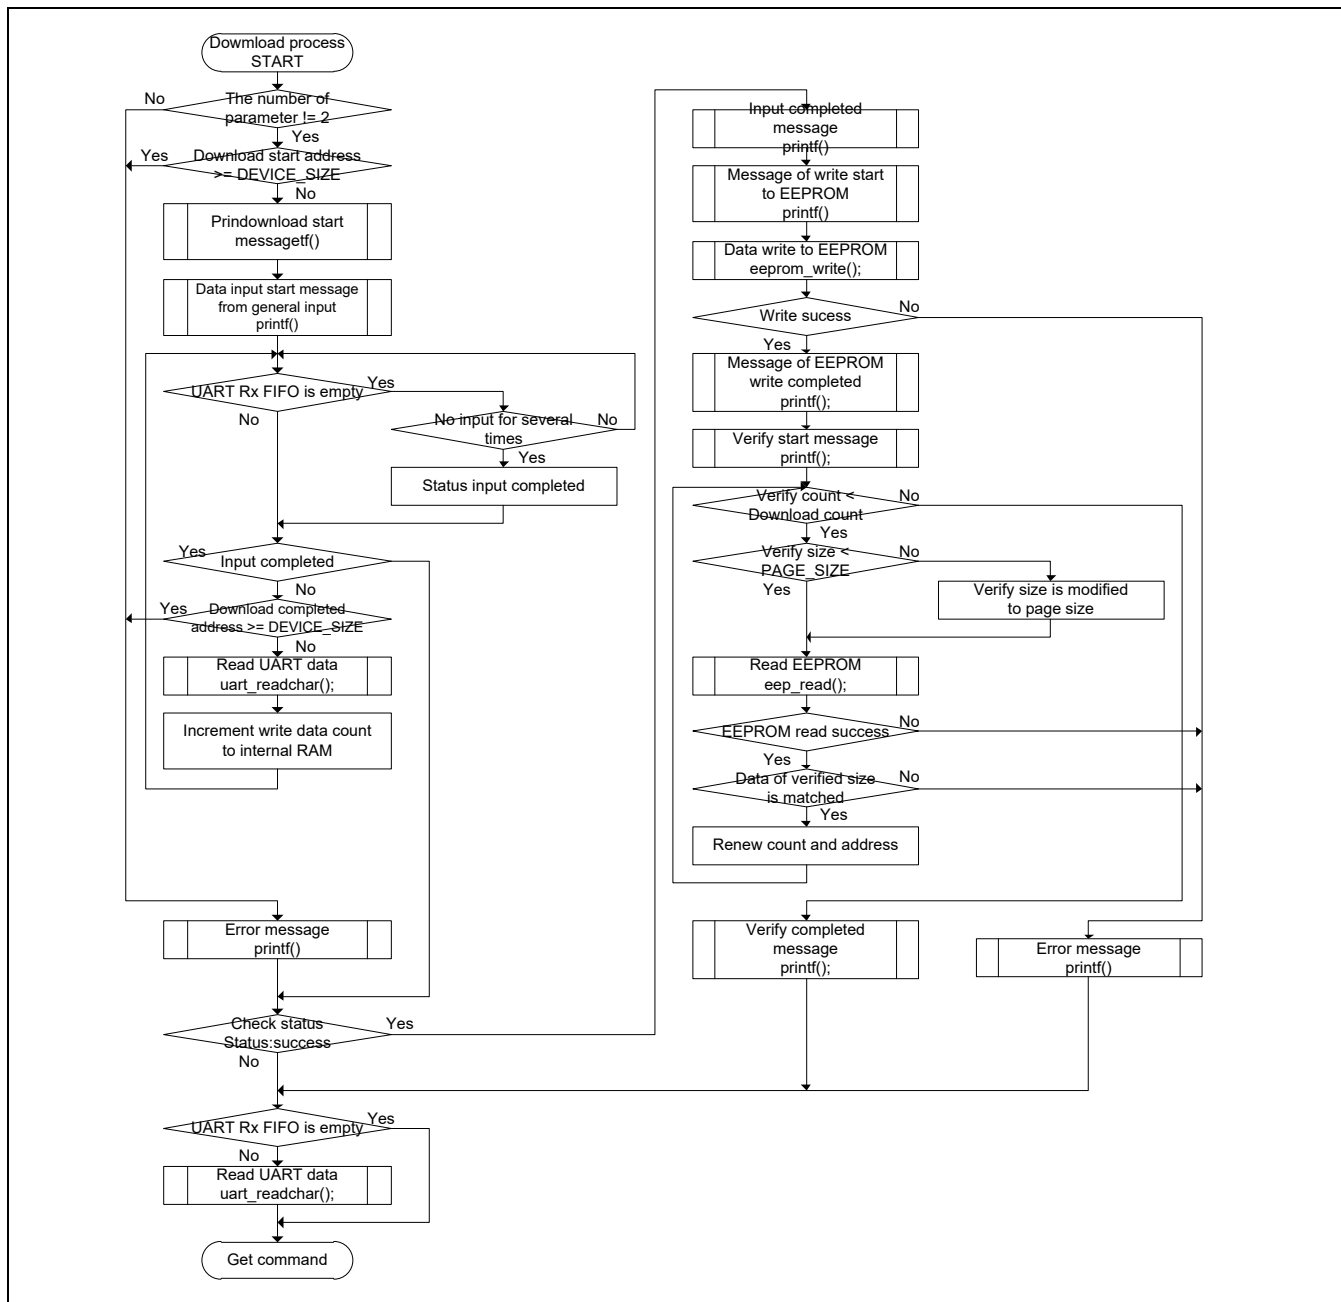 Dowmload process
START
No
The number of
parameter != 2
Yes
Yes
Download start address
>= DEVICE_SIZE
No
Prindownload start
messagetf()
Data input start message
from general input
printf()
UART Rx FIFO is empty
Yes
No
No input for several
times
No
Yes
Status input completed
Yes
Input completed
No
Yes
Download completed
address >= DEVICE_SIZE
No
Read UART data
uart_readchar();
Increment write data count
to internal RAM
Error message
printf()
Check status
Status:success
Yes
No
UART Rx FIFO is empty
Yes
No
Read UART data
uart_readchar();
Get command
Input completed
message
printf()
Message of write start
to EEPROM
printf()
Data write to EEPROM
eeprom_write();
Write sucess
No
Yes
Message of EEPROM
write completed
printf();
Verify start message
printf();
Verify count <
Download count
No
Yes
Verify size <
PAGE_SIZE
No
Yes
Verify size is modified
to page size
Read EEPROM
eep_read();
EEPROM read success
No
Yes
Data of verified size
is matched
No
Yes
Renew count and address
Verify completed
message
printf();
Error message
printf()